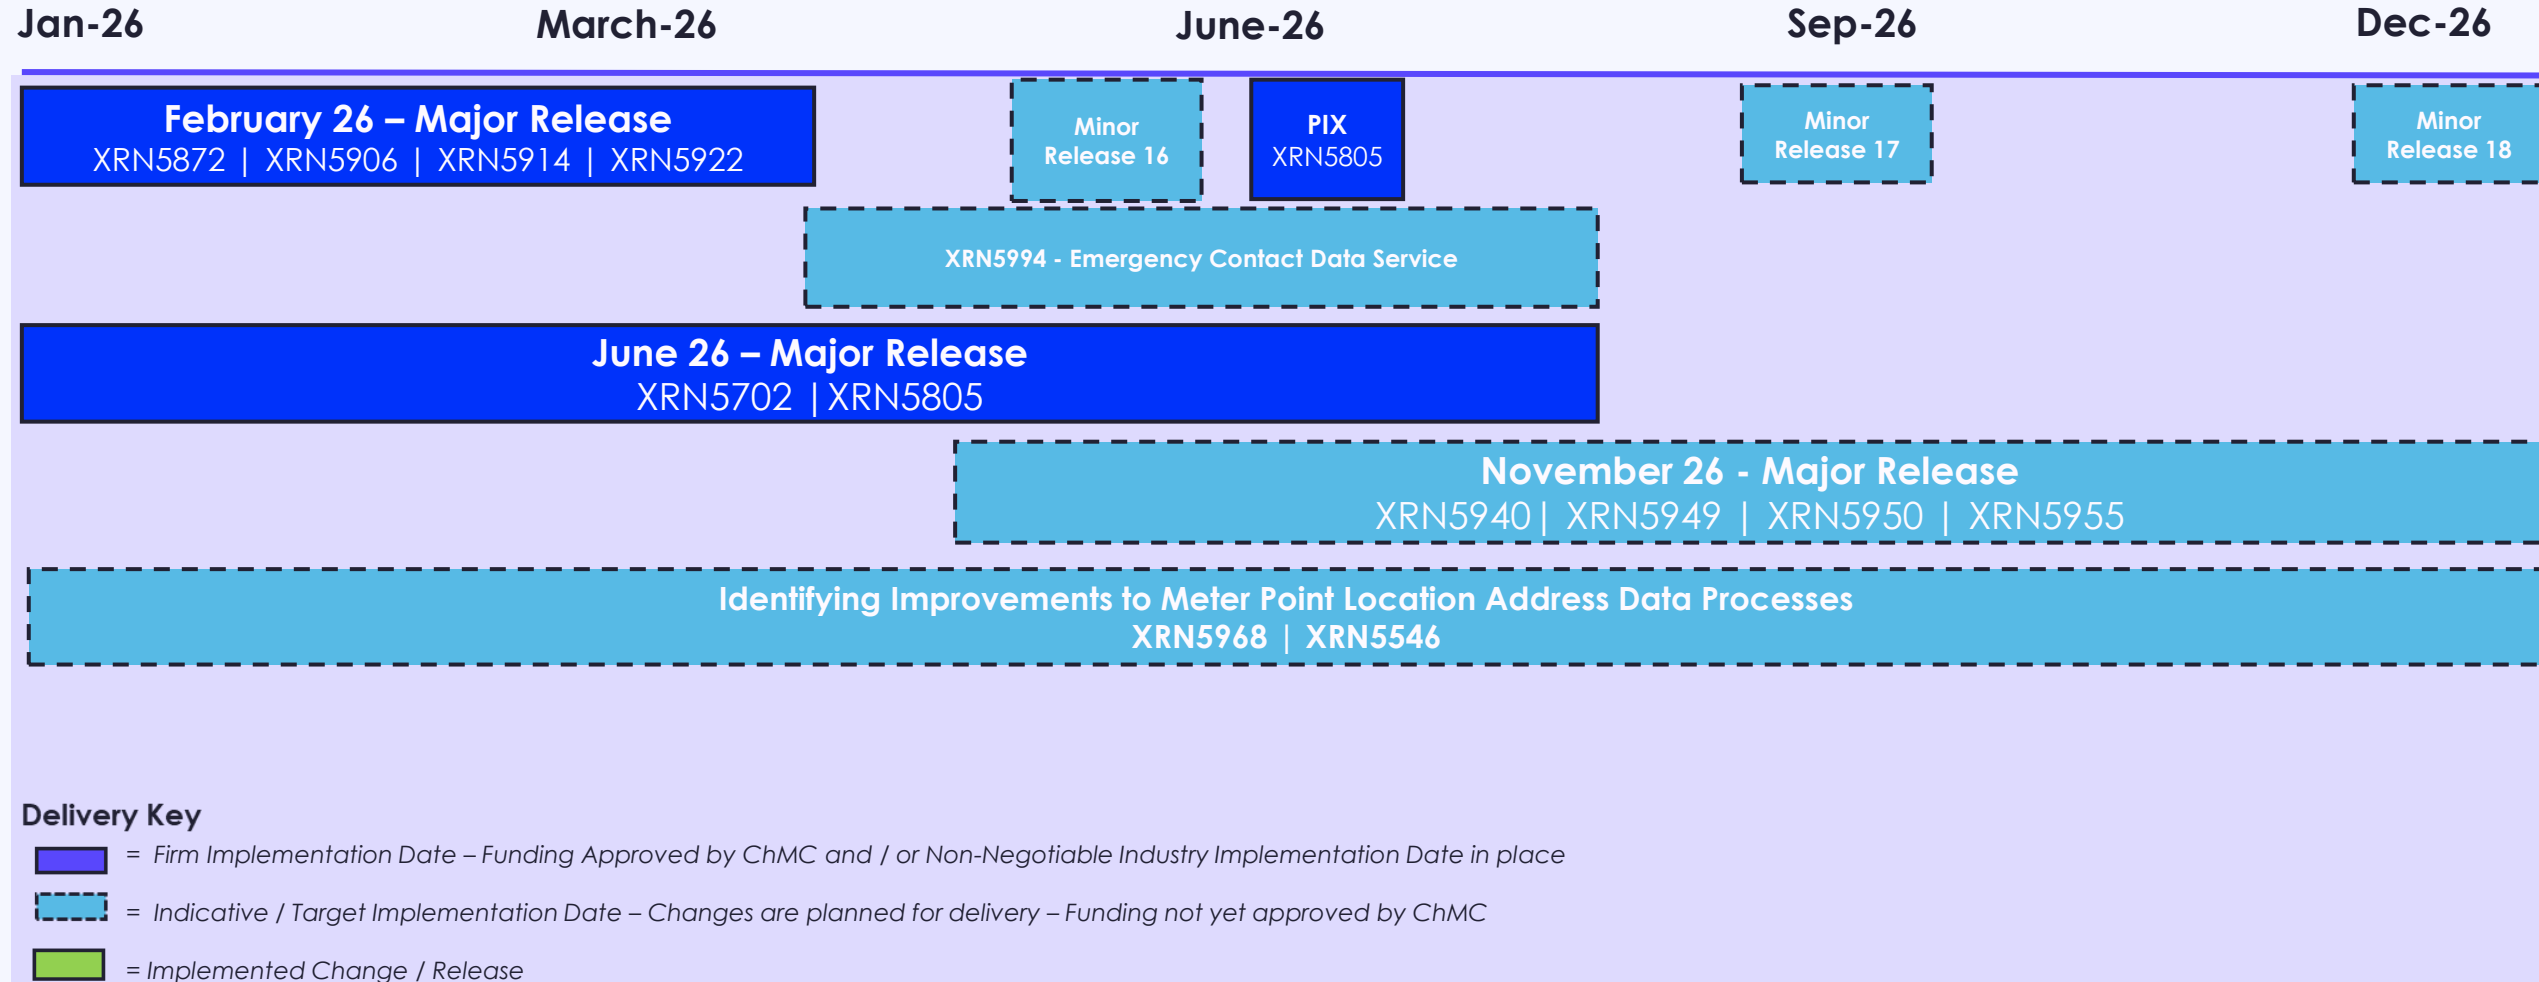 Jan-26
March-26
June-26
Sep-26
Dec-26
February 26 – Major Release
XRN5872 | XRN5906 | XRN5914 | XRN5922
Minor
Release 16
PIX
XRN5805
Minor
Release 17
Minor
Release 18
XRN5994 - Emergency Contact Data Service
June 26 – Major Release
XRN5702 |XRN5805
November 26 - Major Release
XRN5940| XRN5949 | XRN5950 | XRN5955
Identifying Improvements to Meter Point Location Address Data Processes
XRN5968 | XRN5546
Delivery Key
= Firm Implementation Date – Funding Approved by ChMC and / or Non-Negotiable Industry Implementation Date in place
= Indicative / Target Implementation Date – Changes are planned for delivery – Funding not yet approved by ChMC
= Implemented Change / Release